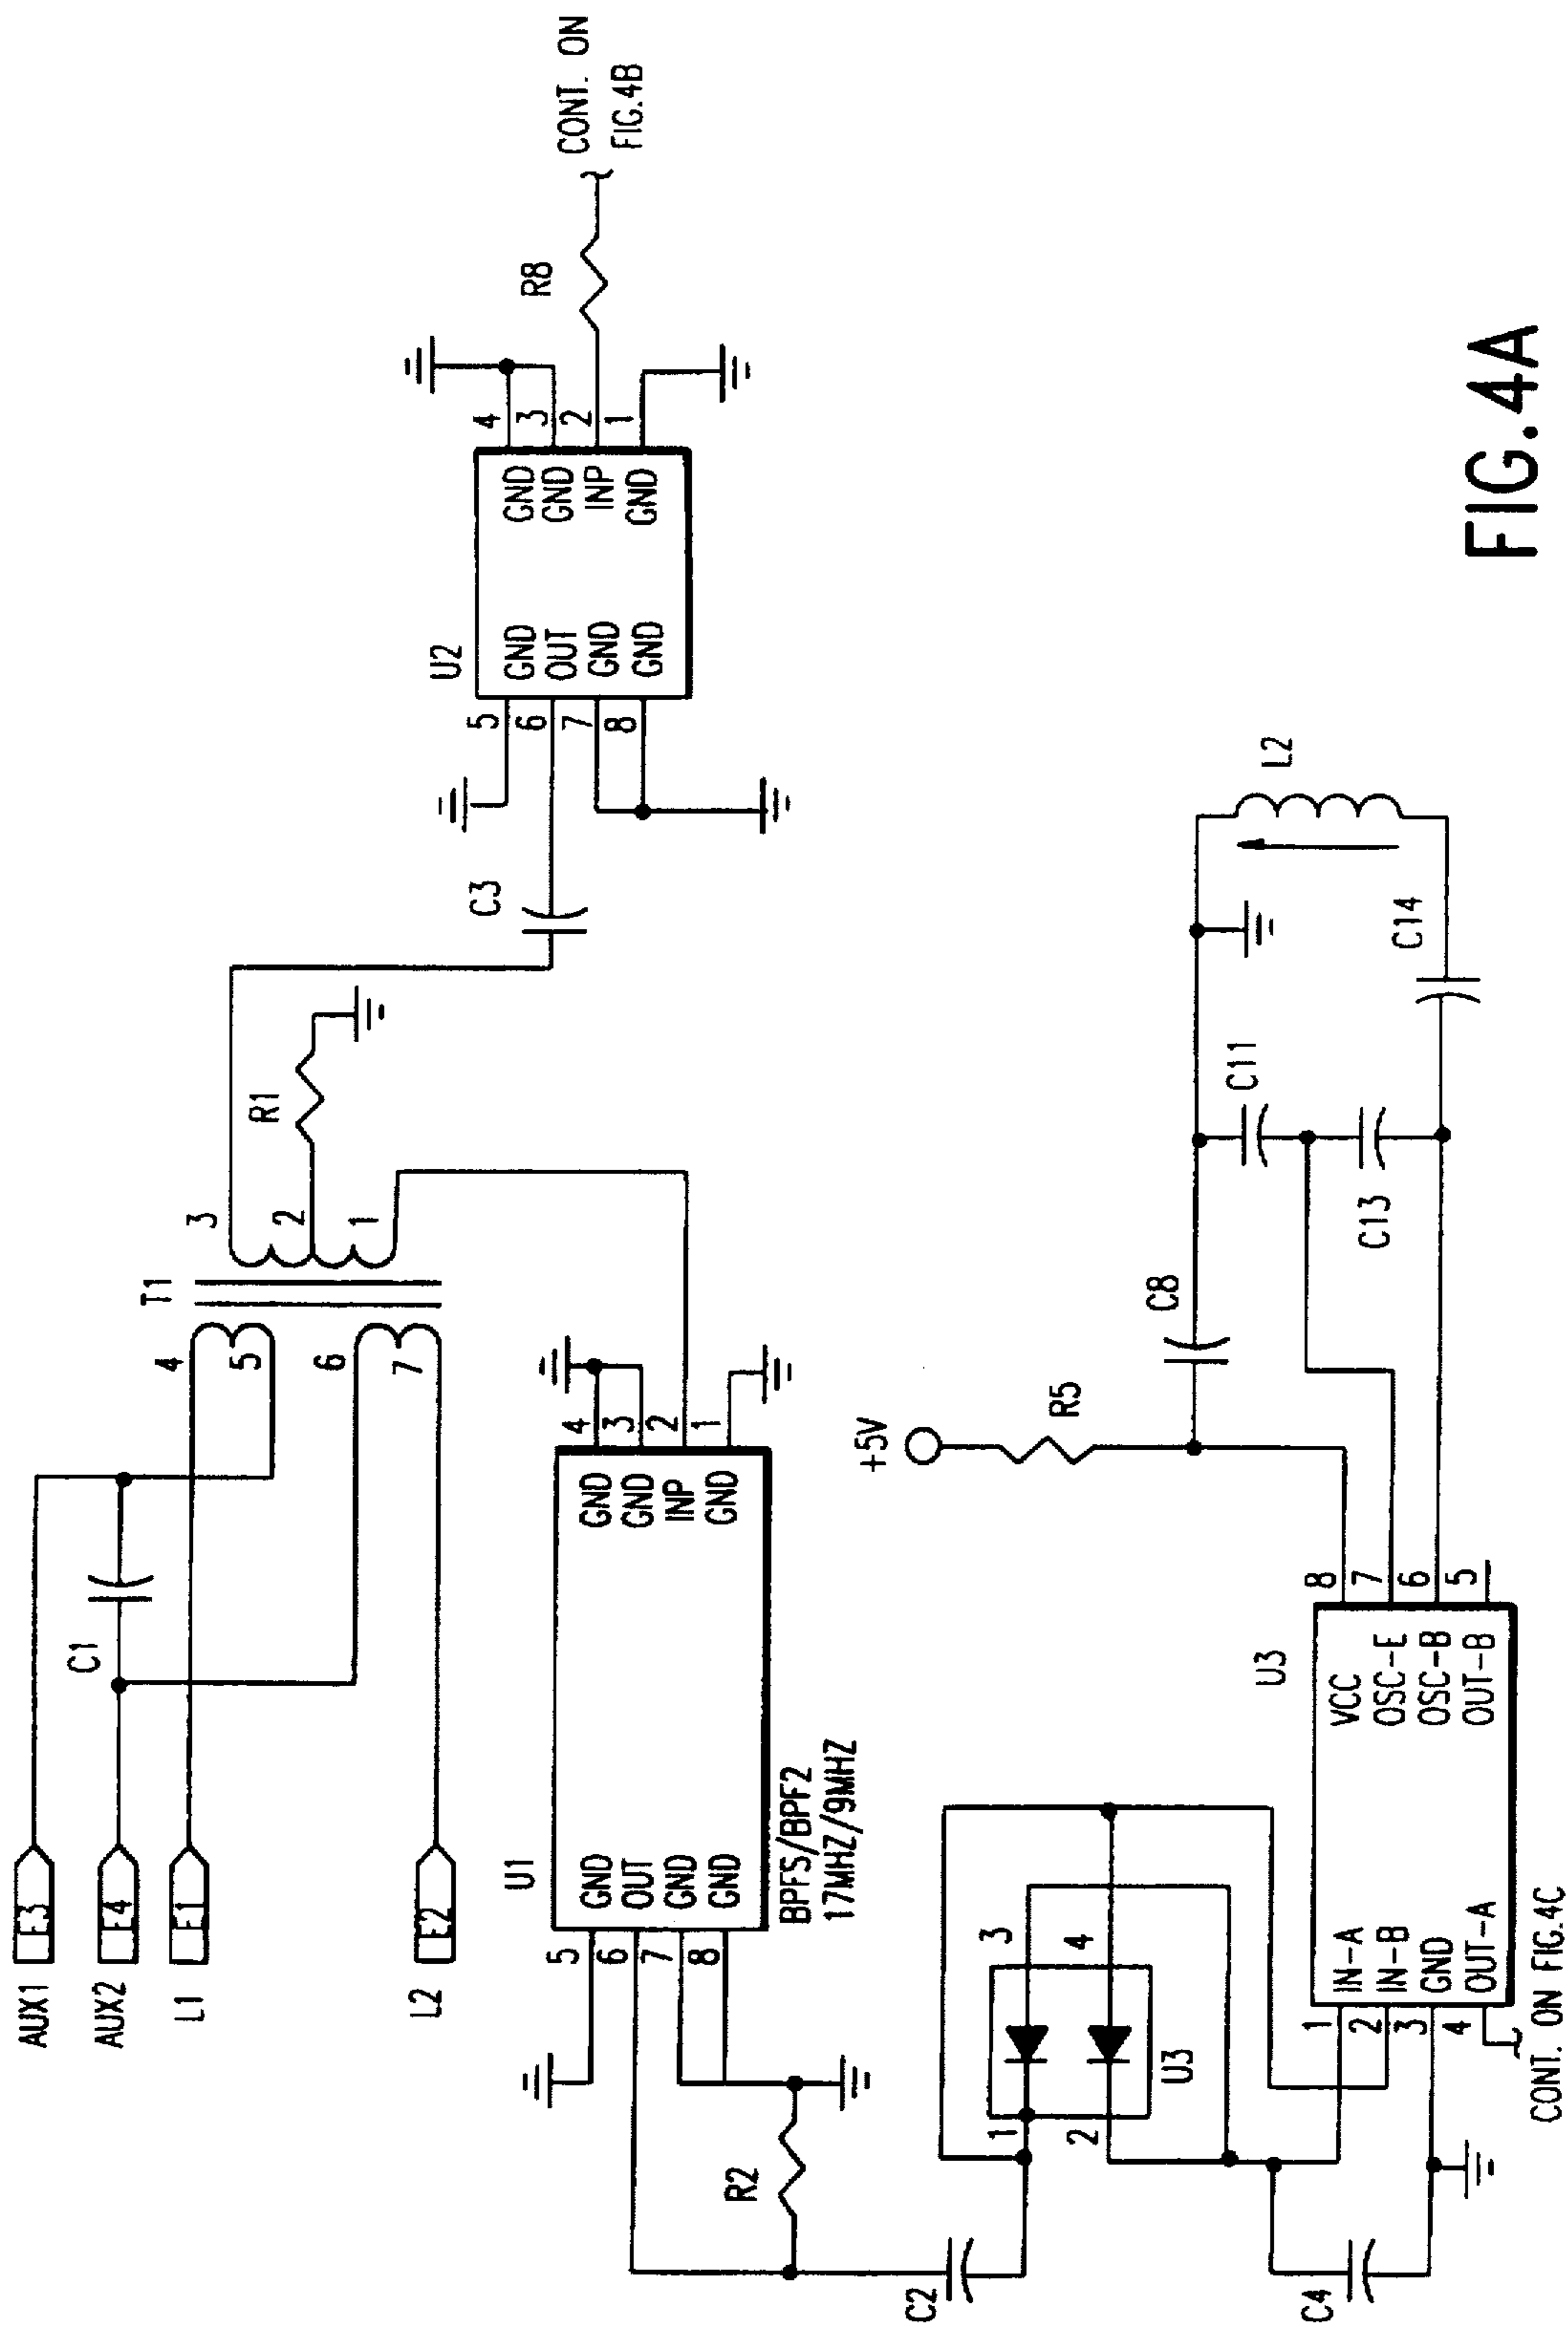 AUX1
E3
AUX2
E4
L1
E1
L2
E2
C1
T1
4
5
6
7
3
2
1
R1
C3
U2
5
6
7
8
GND
OUT
GND
GND
GND
GND
INP
GND
4
3
2
1
R8
CONT. ON
FIG.4B
U1
5
6
7
8
GND
OUT
GND
GND
GND
GND
INP
GND
4
3
2
1
BPFS/BPF2
17MHZ/9MHZ
R2
C2
1
2
3
4
U3
C4
+5V
R5
C8
C11
C13
C14
L2
U3
1
2
3
4
IN-A
IN-B
GND
OUT-A
VCC
OSC-E
OSC-B
OUT-B
8
7
6
5
CONT. ON FIG.4C
FIG.4A